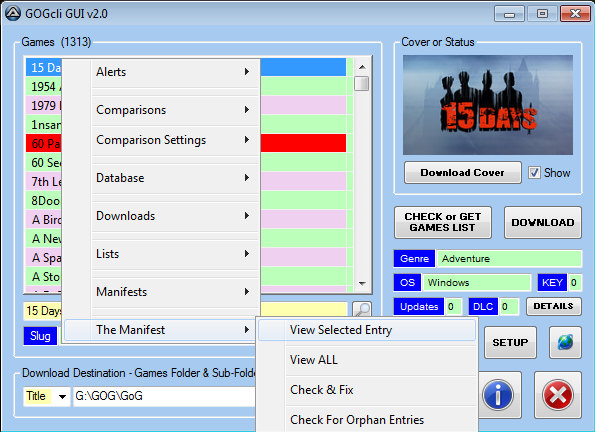 GOGcli GUI v2.0
Games (1313)
Cover or Status
15 Da
1954
1979
1nsan
60 Pa
60 Sec
7th Le
8Doo
A Bird
A New
A Spa
A Sto
Alerts
Comparisons
Comparison Settings
Database
Downloads
Lists
Manifests
The Manifest
View Selected Entry
View ALL
Check & Fix
Check For Orphan Entries
15 DAYS
Download Cover
Show
CHECK or GET
GAMES LIST
DOWNLOAD
Genre Adventure
OS Windows KEY 0
Updates 0 DLC 0 DETAILS
15 Days
Slug
SETUP
Download Destination - Games Folder & Sub-Folde
Title G:\GOG\GoG